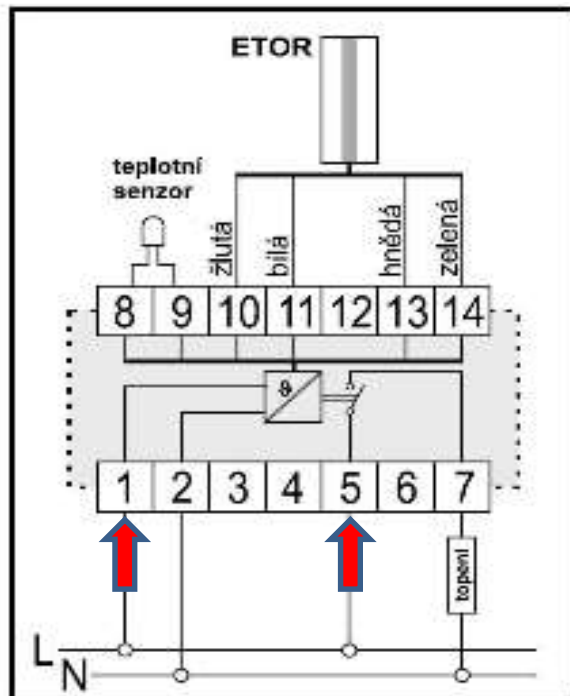 ETOR
teplotní
senzor
žlutá
bílá
hnědá
zelená
8 9 10 11 12 13 14
ϑ
1 2 3 4 5 6 7
topení
L
N